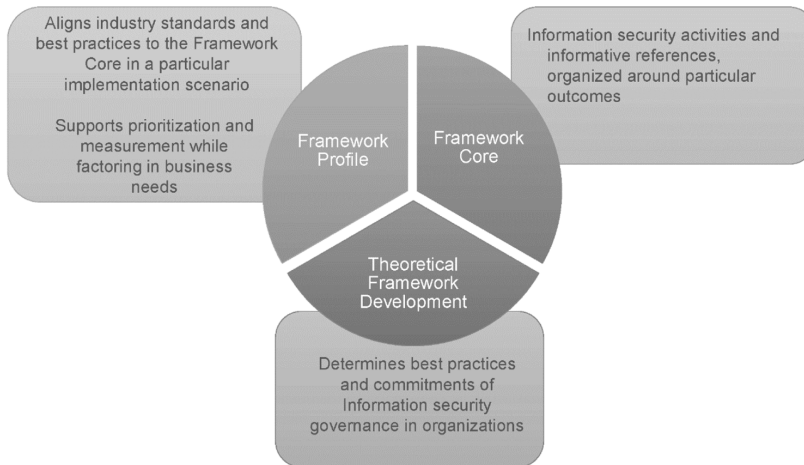 Aligns industry standards and
best practices to the Framework
Core in a particular
implementation scenario
Supports prioritization and
measurement while
factoring in business
needs
Information security activities and
informative references,
organized around particular
outcomes
Framework
Profile
Framework
Core
Theoretical
Framework
Development
Determines best practices
and commitments of
Information security
governance in organizations